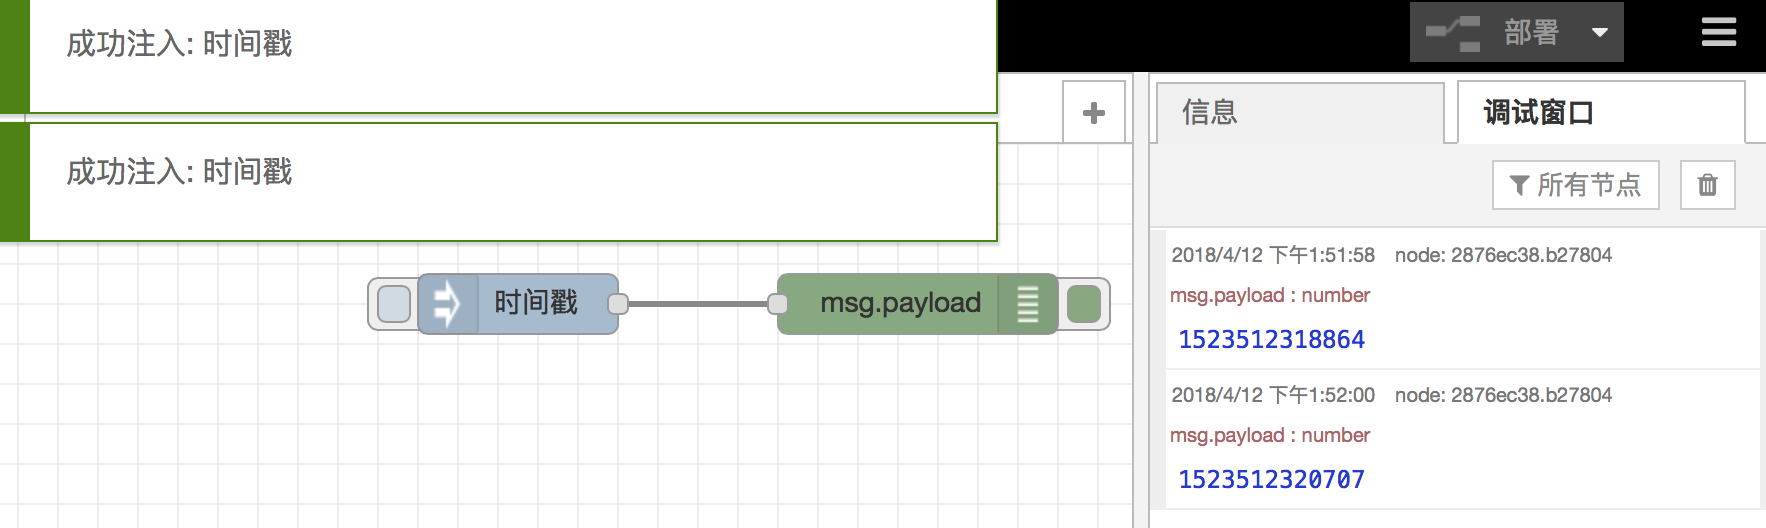 成功注入: 时间戳
部署
成功注入: 时间戳
信息
调试窗口
所有节点
时间戳
msg.payload
2018/4/12 下午1:51:58 node: 2876ec38.b27804
msg.payload : number
1523512318864
2018/4/12 下午1:52:00 node: 2876ec38.b27804
msg.payload : number
1523512320707